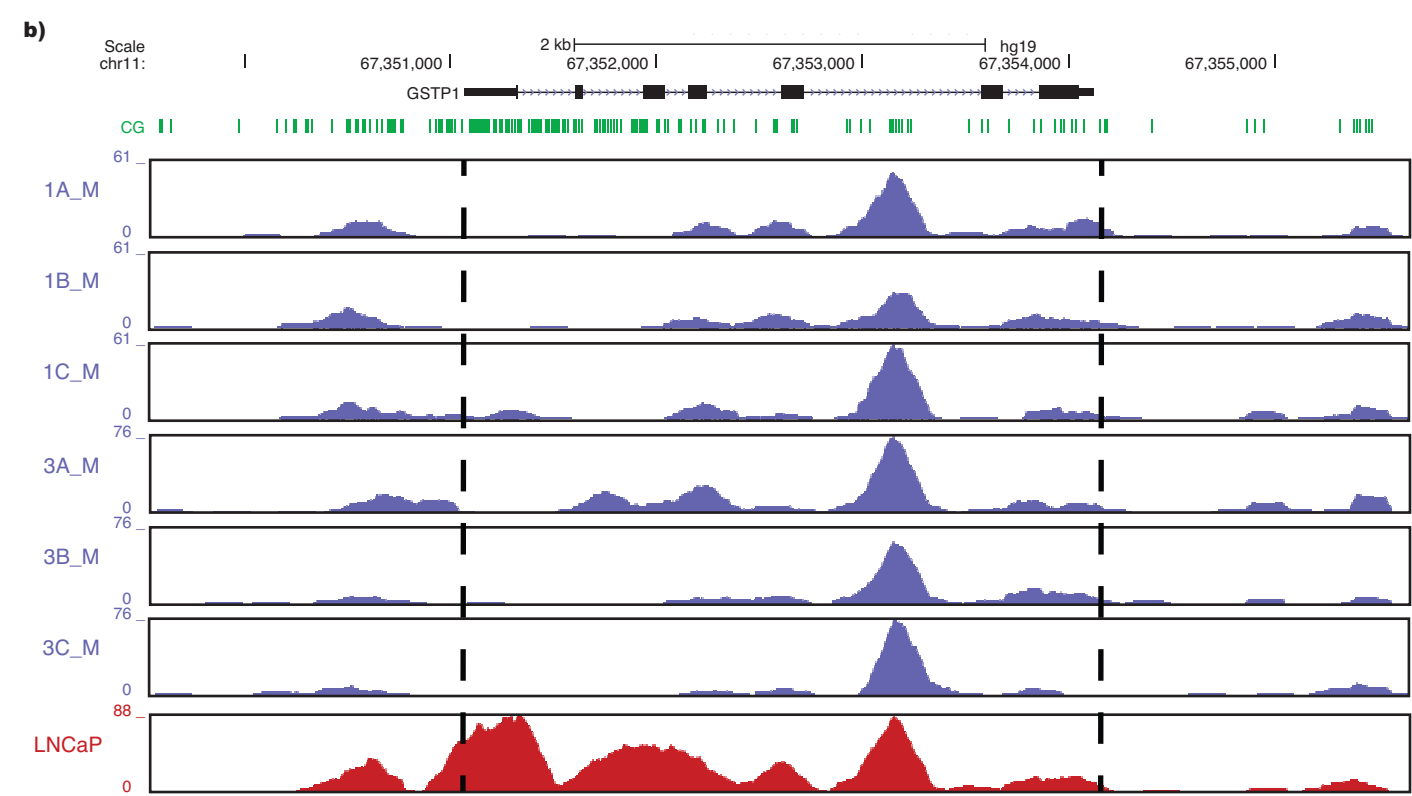 b)
Scale 2 kb hg19
chr11: 67,351,000 67,352,000 67,353,000 67,354,000 67,355,000
GSTP1
CG
61
1A_M
0
61
1B_M
0
61
1C_M
0
76
3A_M
0
76
3B_M
0
76
3C_M
0
88
LNCaP
0